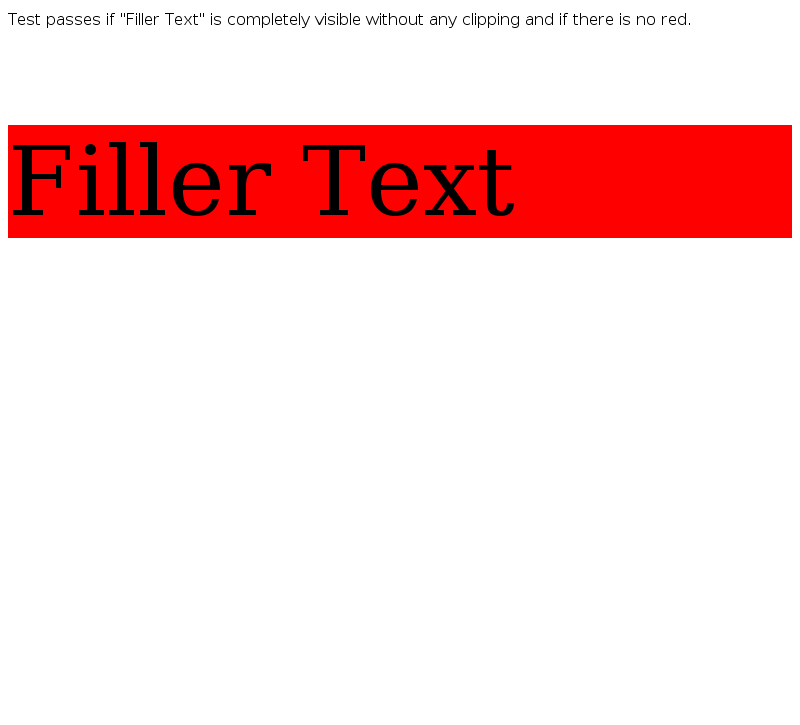 Test passes if "Filler Text" is completely visible without any clipping and if there is no red.
Filler Text